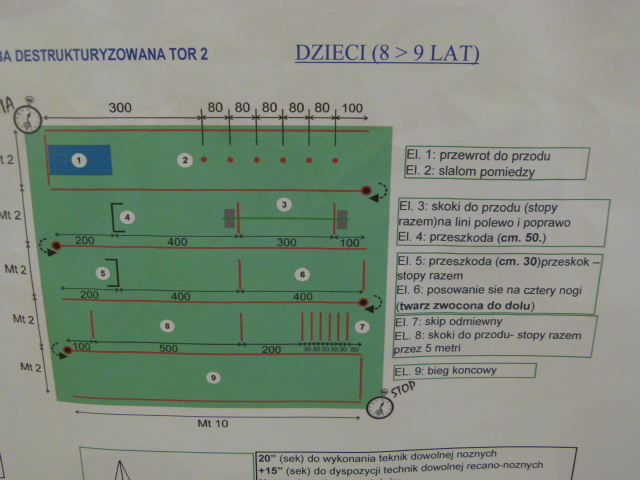 BA DESTRUKTURYZOWANA TOR 2
DZIECI (8 > 9 LAT)
300 80 80 80 80 80 100
1 2
Mt 2
El. 1: przewrot do przodu
El. 2: slalom pomiedzy
Mt 2
4 3
200 400 300 100
El. 3: skoki do przodu (stopy
razem)na lini polewo i poprawo
El. 4: przeszkoda (cm. 50.)
Mt 2
5 6
200 400 400
El. 5: przeszkoda (cm. 30)przeskok –
stopy razem
El. 6: posowanie sie na cztery nogi
(twarz zwocona do dolu)
Mt 2
8 7
100 500 200 30 30 30 30 30 50
El. 7: skip odmiewny
EL. 8: skoki do przodu- stopy razem
przez 5 metri
Mt 2
9
EL. 9: bieg koncowy
STOP
Mt 10
20" (sek) do wykonania teknik dowolnej noznych
+15" (sek) do dyspozycji technik dowolnej recano-noznych